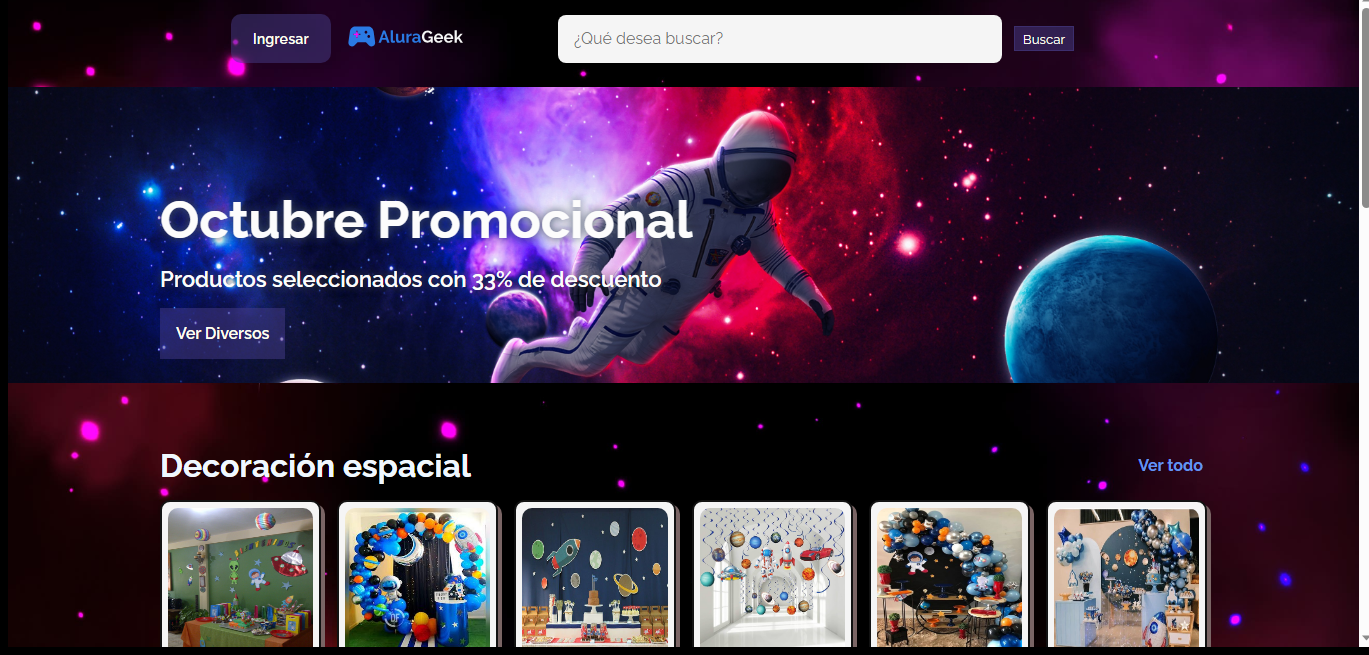 Ingresar
AluraGeek
¿Qué desea buscar?
Buscar
Octubre Promocional
Productos seleccionados con 33% de descuento
Ver Diversos
Decoración espacial
Ver todo